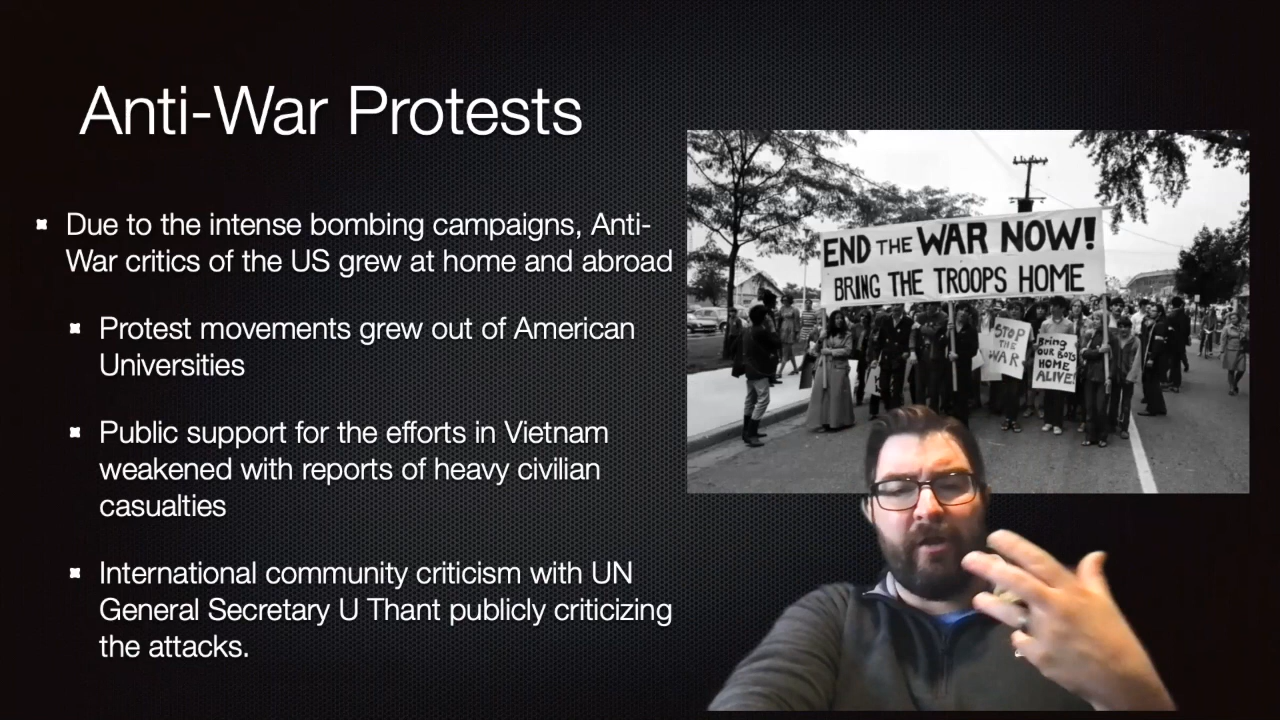 Anti-War Protests
Due to the intense bombing campaigns, Anti-
War critics of the US grew at home and abroad
Protest movements grew out of American
Universities
Public support for the efforts in Vietnam
weakened with reports of heavy civilian
casualties
International community criticism with UN
General Secretary U Thant publicly criticizing
the attacks.
END THE WAR NOW!
BRING THE TROOPS HOME
STOP
THE
WAR
Bring
OUR BOYS
HOME
ALIVE!